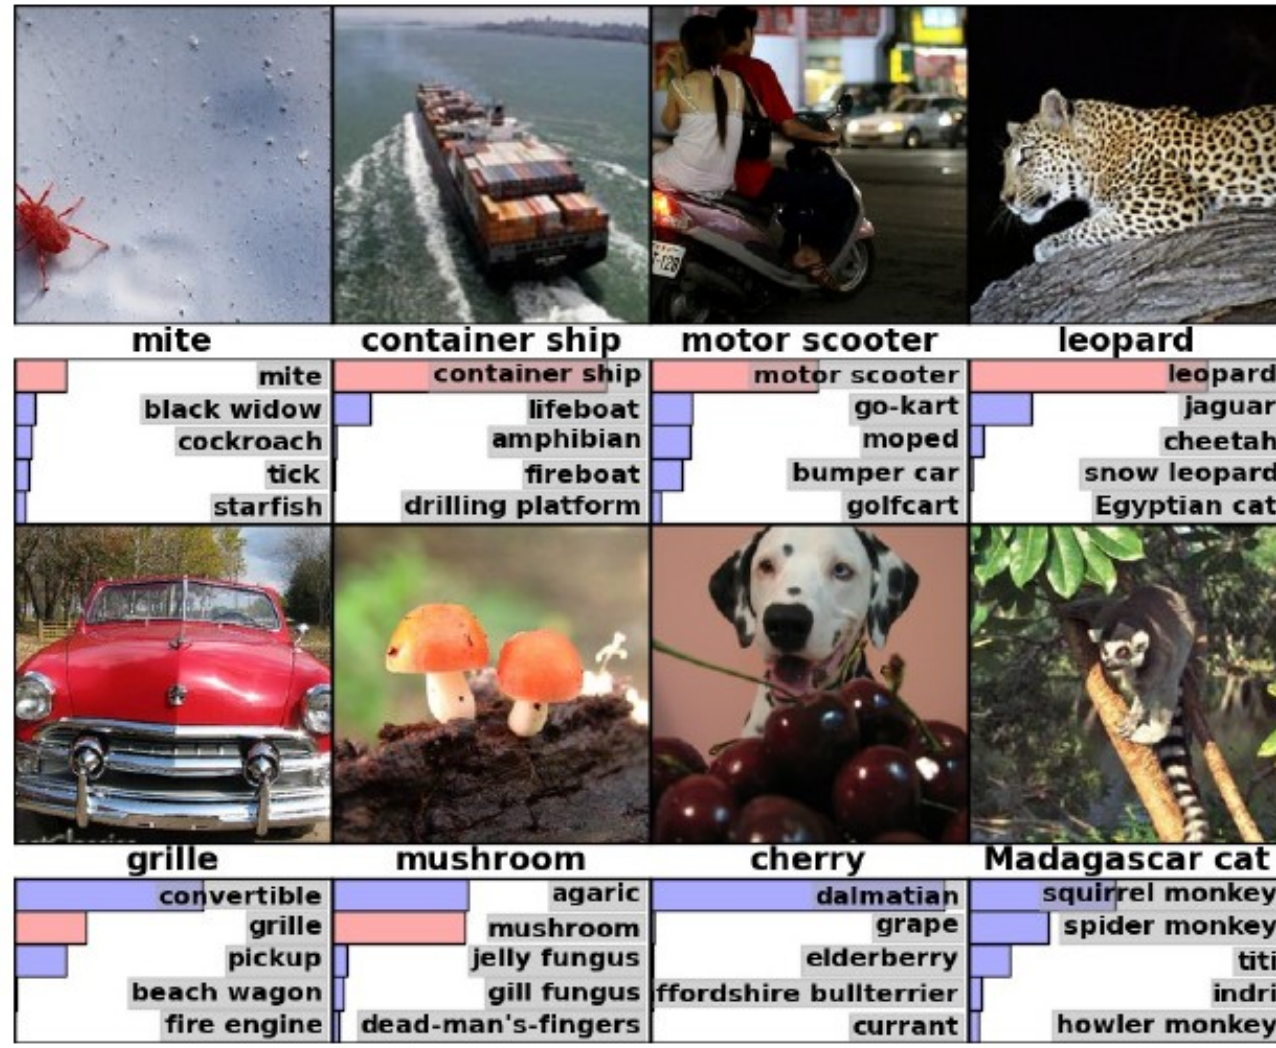 T-128
mite
container ship
motor scooter
leopard
mite
black widow
cockroach
tick
starfish
container ship
lifeboat
amphibian
fireboat
drilling platform
motor scooter
go-kart
moped
bumper car
golfcart
leopard
jaguar
cheetah
snow leopard
Egyptian cat
grille
mushroom
cherry
Madagascar cat
convertible
grille
pickup
beach wagon
fire engine
agaric
mushroom
jelly fungus
gill fungus
dead-man's-fingers
dalmatian
grape
elderberry
ffordshire bullterrier
currant
squirrel monkey
spider monkey
titi
indri
howler monkey